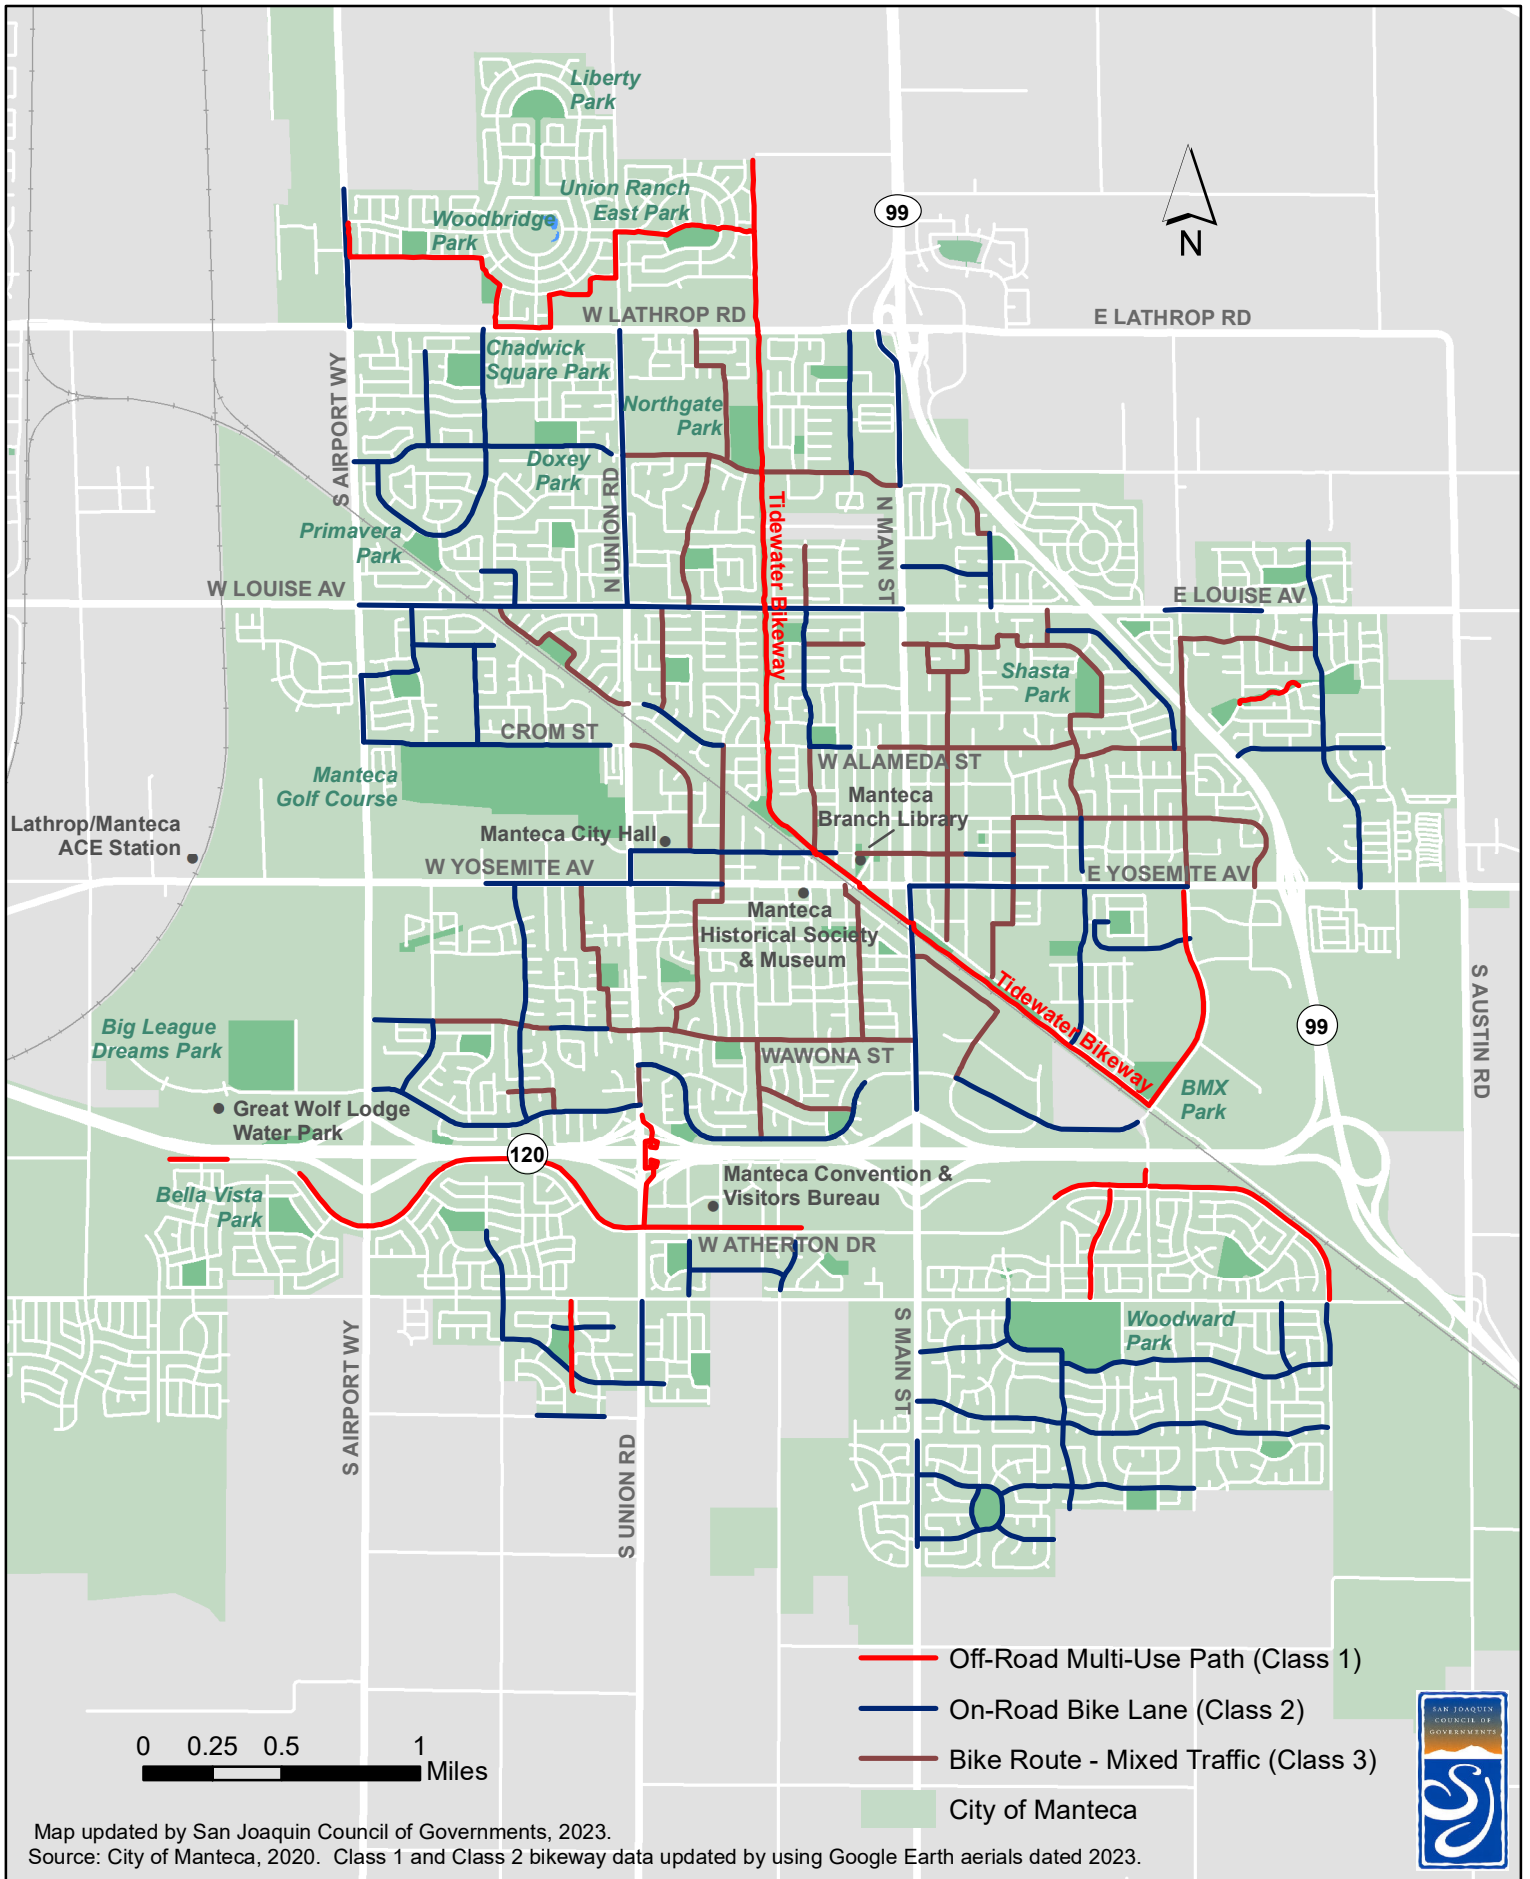 Liberty
Park
Union Ranch
East Park
Woodbridge
Park
99
N
W LATHROP RD
E LATHROP RD
Chadwick
Square Park
S AIRPORT WY
Northgate
Park
Doxey
Park
N UNION RD
Tidewater Bikeway
N MAIN ST
Primavera
Park
W LOUISE AV
E LOUISE AV
Shasta
Park
CROM ST
W ALAMEDA ST
Manteca
Golf Course
Manteca
Branch Library
Lathrop/Manteca
ACE Station
Manteca City Hall
W YOSEMITE AV
E YOSEMITE AV
Manteca
Historical Society
& Museum
Tidewater Bikeway
S AUSTIN RD
99
Big League
Dreams Park
WAWONA ST
BMX
Park
Great Wolf Lodge
Water Park
120
Manteca Convention &
Visitors Bureau
Bella Vista
Park
W ATHERTON DR
Woodward
Park
S MAIN ST
S AIRPORT WY
S UNION RD
Off-Road Multi-Use Path (Class 1)
On-Road Bike Lane (Class 2)
Bike Route - Mixed Traffic (Class 3)
City of Manteca
SAN JOAQUIN
COUNCIL OF
GOVERNMENTS
0 0.25 0.5 1
Miles
Map updated by San Joaquin Council of Governments, 2023.
Source: City of Manteca, 2020. Class 1 and Class 2 bikeway data updated by using Google Earth aerials dated 2023.